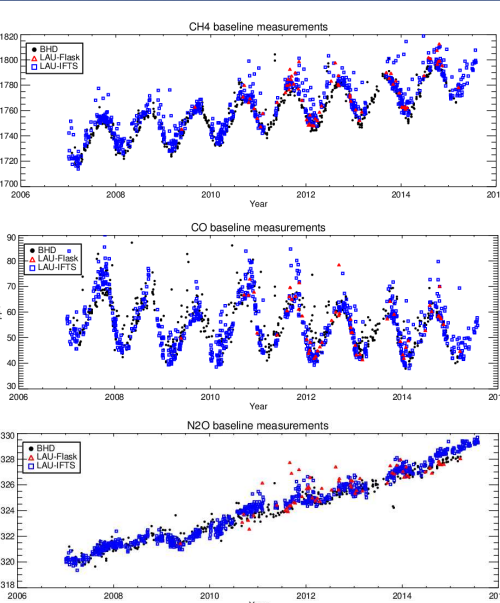 CH4 baseline measurements
1820
1800
1780
1760
1740
1720
1700
BHD
LAU-Flask
LAU-IFTS
2006 2008 2010 2012 2014
Year
CO baseline measurements
90
80
70
60
50
40
30
BHD
LAU-Flask
LAU-IFTS
2006 2008 2010 2012 2014
Year
N2O baseline measurements
330
328
326
324
322
320
318
BHD
LAU-Flask
LAU-IFTS
2006 2008 2010 2012 2014